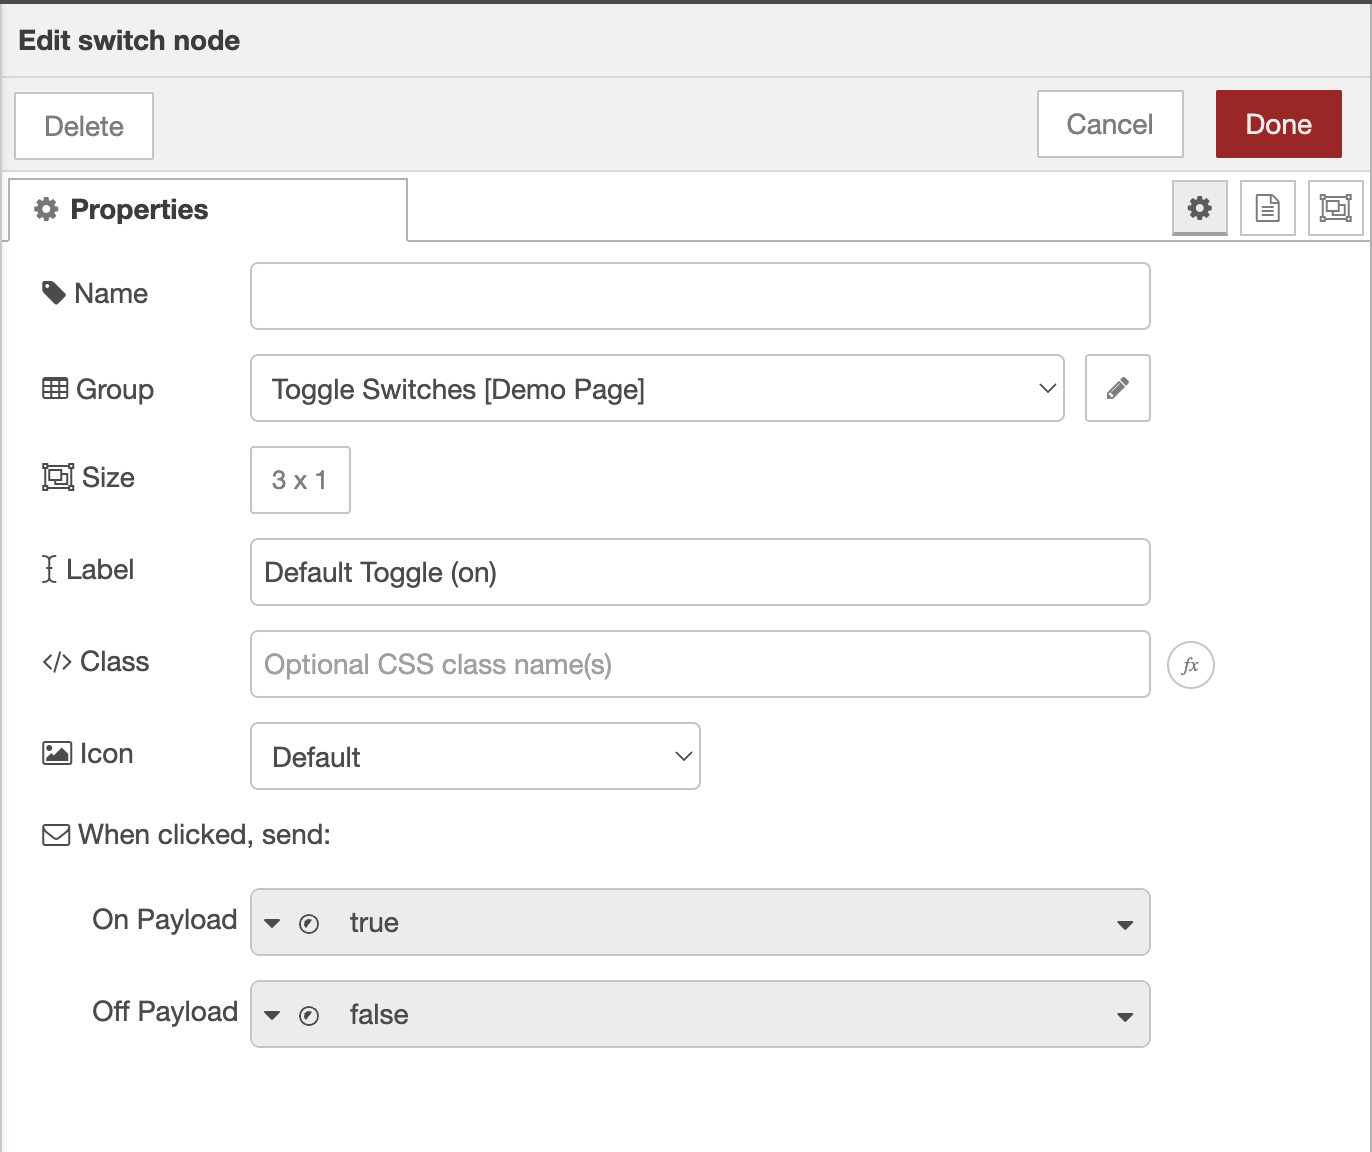 Edit switch node
Delete
Cancel
Done
Properties
Name
Group
Toggle Switches [Demo Page]
Size
3 x 1
Label
Default Toggle (on)
Class
Optional CSS class name(s)
fx
Icon
Default
When clicked, send:
On Payload
true
Off Payload
false